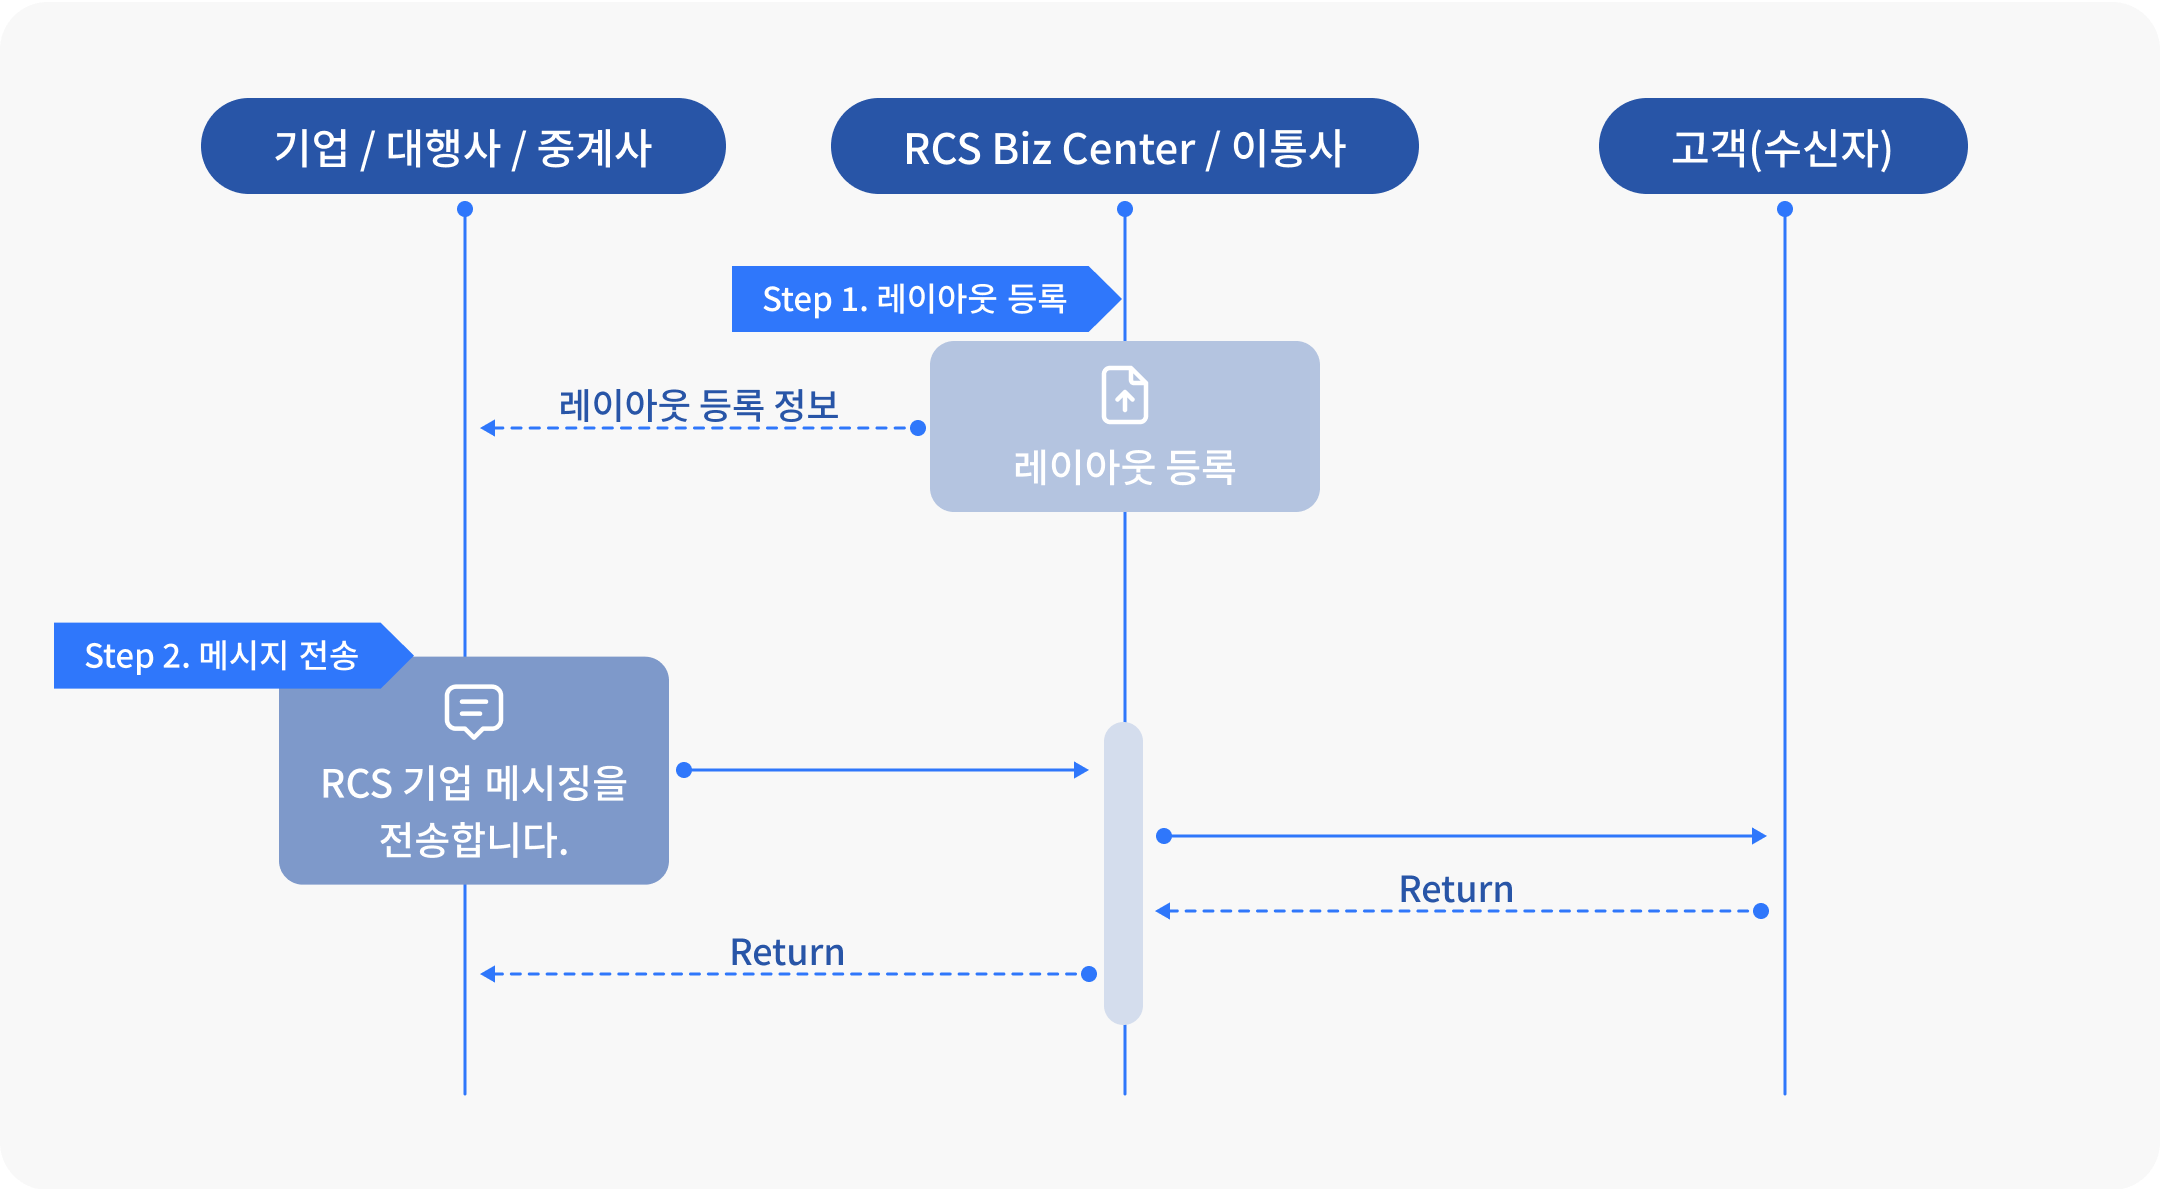 기업 / 대행사 / 중계사
RCS Biz Center / 이통사
고객(수신자)
Step 1. 레이아웃 등록
레이아웃 등록 정보
레이아웃 등록
Step 2. 메시지 전송
RCS 기업 메시징을
전송합니다.
Return
Return